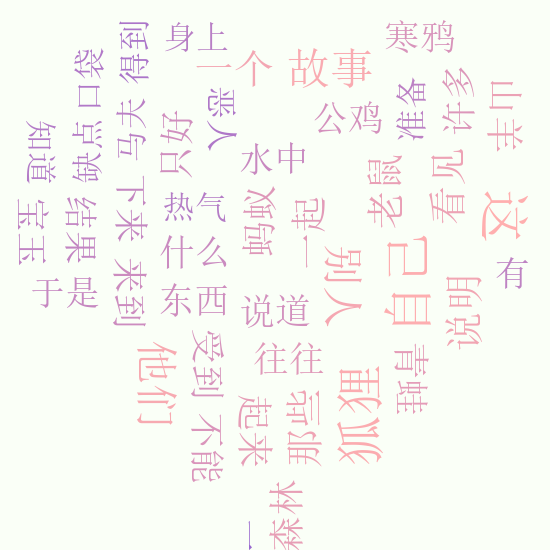 得到
身上
寒鸦
一个
故事
口袋
恶人
准备
许多
山羊
公鸡
马夫
只好
缺点
知道
水中
老鼠
看见
下来
热气
蚂蚁
一起
这
宝玉
结果
什么
别人
自己
有
来到
于是
东西
说道
说明
他们
受到
往往
青蛙
狐狸
不能
起来
那些
森林